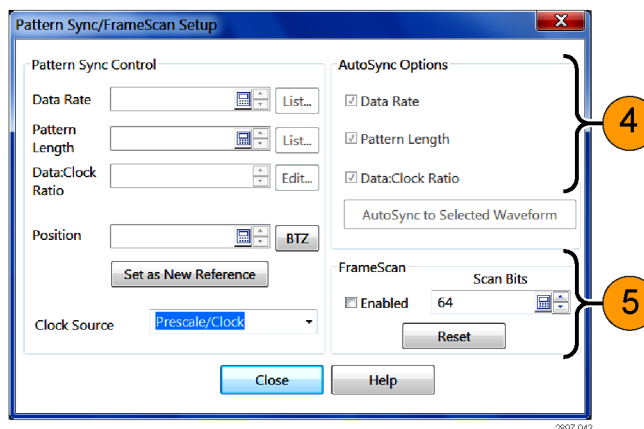 Pattern Sync/FrameScan Setup
X
Pattern Sync Control
Data Rate
List...
Pattern Length
List...
Data:Clock Ratio
Edit...
Position
BTZ
Set as New Reference
Clock Source
Prescale/Clock
AutoSync Options
Data Rate
Pattern Length
Data:Clock Ratio
AutoSync to Selected Waveform
4
FrameScan
Scan Bits
Enabled
64
Reset
5
Close
Help
2897 043